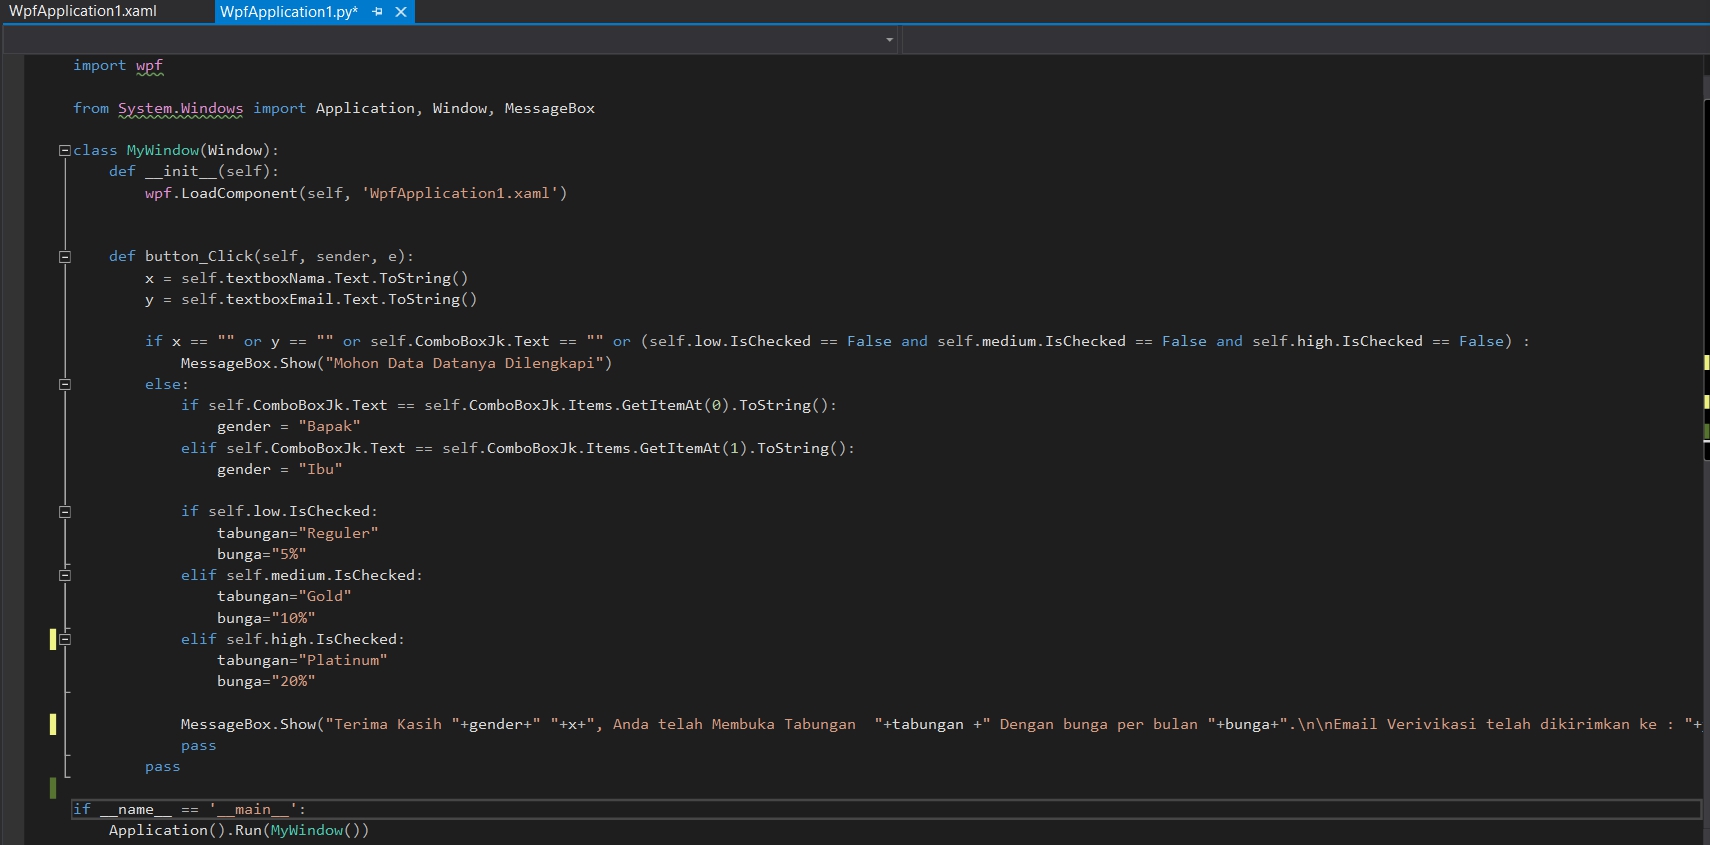 WpfApplication1.xaml WpfApplication1.py*
import wpf
from System.Windows import Application, Window, MessageBox
class MyWindow(Window):
    def __init__(self):
        wpf.LoadComponent(self, 'WpfApplication1.xaml')
    def button_Click(self, sender, e):
        x = self.textboxNama.Text.ToString()
        y = self.textboxEmail.Text.ToString()
        if x == "" or y == "" or self.ComboBoxJk.Text == "" or (self.low.IsChecked == False and self.medium.IsChecked == False and self.high.IsChecked == False) :
            MessageBox.Show("Mohon Data Datanya Dilengkapi")
        else:
            if self.ComboBoxJk.Text == self.ComboBoxJk.Items.GetItemAt(0).ToString():
                gender = "Bapak"
            elif self.ComboBoxJk.Text == self.ComboBoxJk.Items.GetItemAt(1).ToString():
                gender = "Ibu"
            if self.low.IsChecked:
                tabungan="Reguler"
                bunga="5%"
            elif self.medium.IsChecked:
                tabungan="Gold"
                bunga="10%"
            elif self.high.IsChecked:
                tabungan="Platinum"
                bunga="20%"
            MessageBox.Show("Terima Kasih "+gender+" "+x+", Anda telah Membuka Tabungan  "+tabungan +" Dengan bunga per bulan "+bunga+".\n\nEmail Verivikasi telah dikirimkan ke : "+
            pass
        pass
if __name__ == '__main__':
    Application().Run(MyWindow())